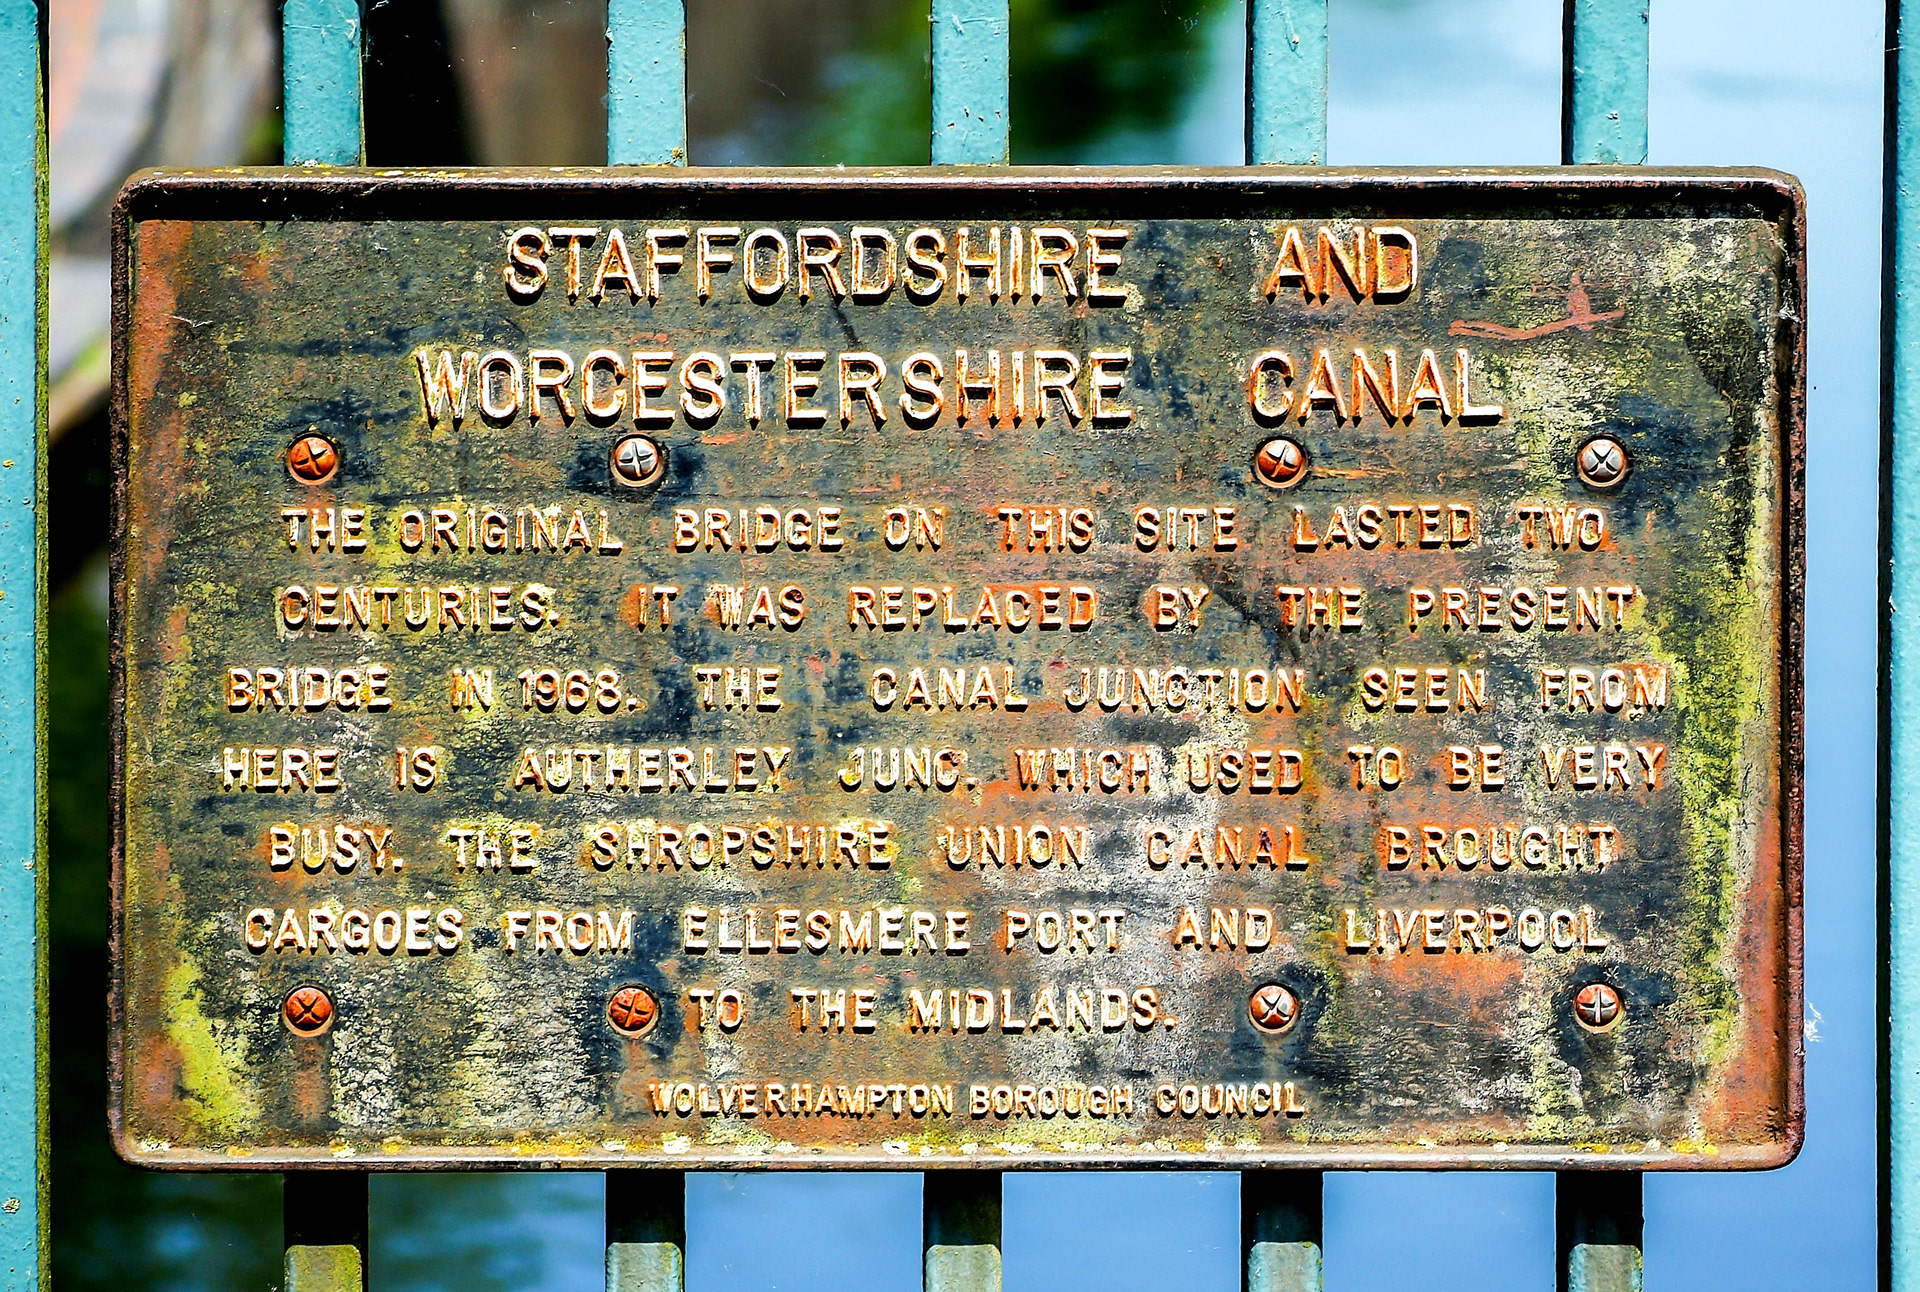 STAFFORDSHIRE AND
WORCESTERSHIRE CANAL
THE ORIGINAL BRIDGE ON THIS SITE LASTED TWO
CENTURIES. IT WAS REPLACED BY THE PRESENT
BRIDGE IN 1968. THE CANAL JUNCTION SEEN FROM
HERE IS AUTHERLEY JUNC. WHICH USED TO BE VERY
BUSY. THE SHROPSHIRE UNION CANAL BROUGHT
CARGOES FROM ELLESMERE PORT AND LIVERPOOL
TO THE MIDLANDS.
WOLVERHAMPTON BOROUGH COUNCIL